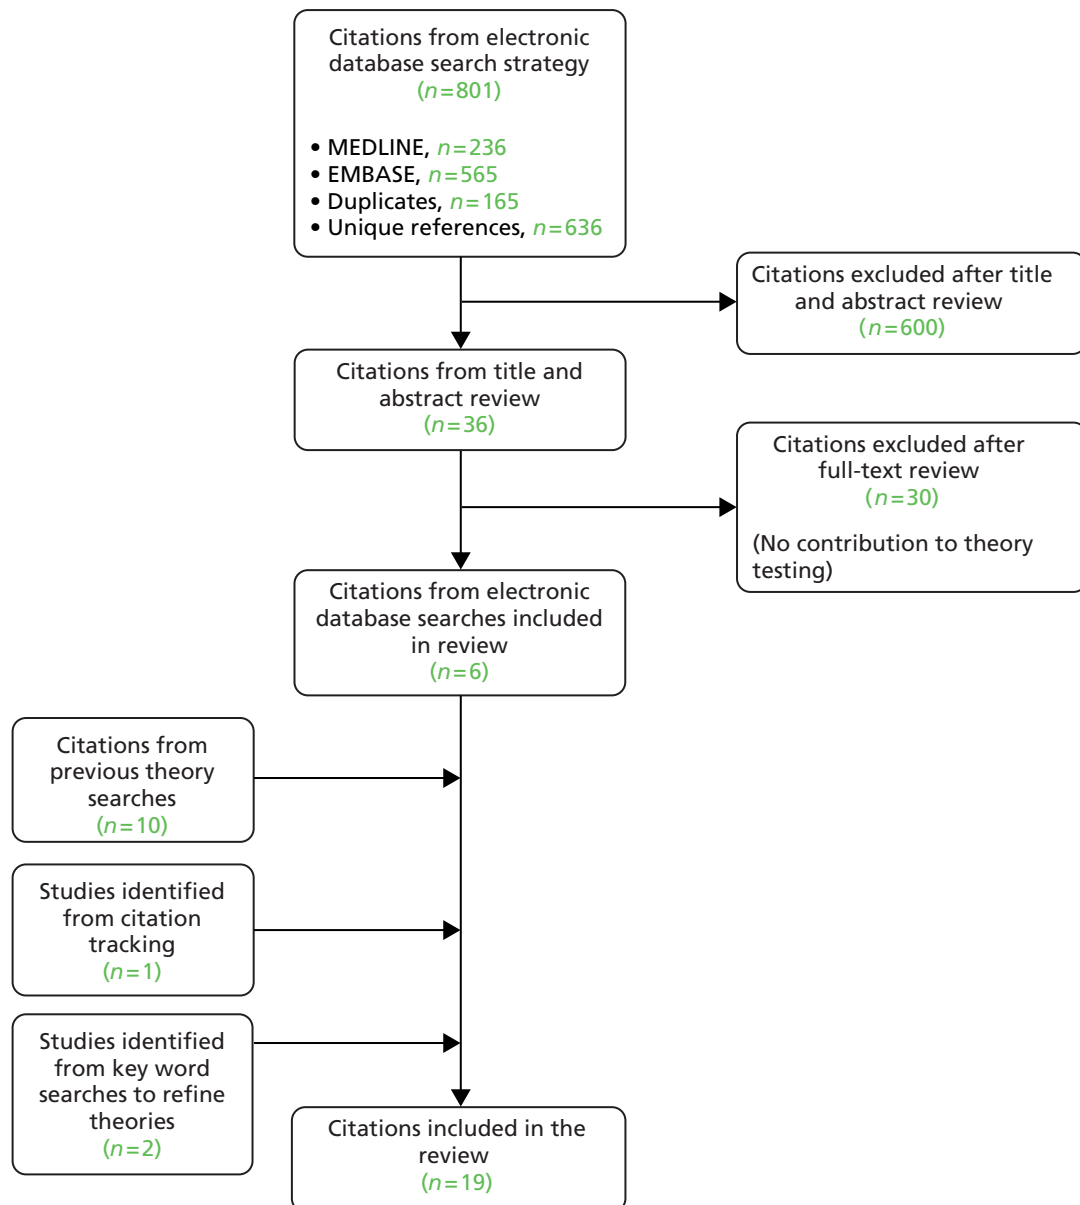 Citations from electronic
database search strategy
(n=801)
• MEDLINE, n=236
• EMBASE, n=565
• Duplicates, n=165
• Unique references, n=636
Citations excluded after title
and abstract review
(n=600)
Citations from title and
abstract review
(n=36)
Citations excluded after
full-text review
(n=30)
(No contribution to theory
testing)
Citations from electronic
database searches included
in review
(n=6)
Citations from
previous theory
searches
(n=10)
Studies identified
from citation
tracking
(n=1)
Studies identified
from key word
searches to refine
theories
(n=2)
Citations included in the
review
(n=19)